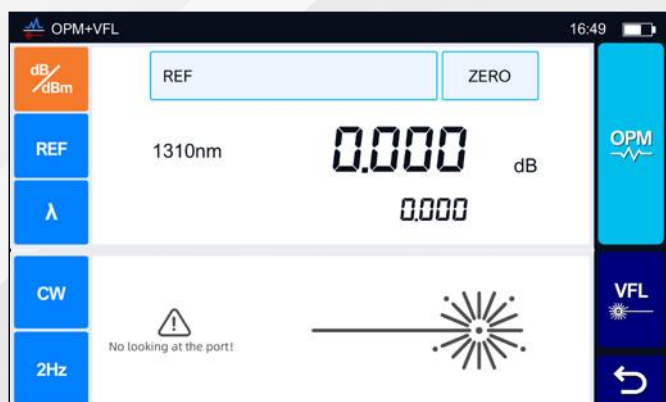 OPM+VFL 16:49
dB/dBm
REF ZERO
OPM
REF
1310nm 0.000 dB
λ
0.000
CW
VFL
No looking at the port!
2Hz